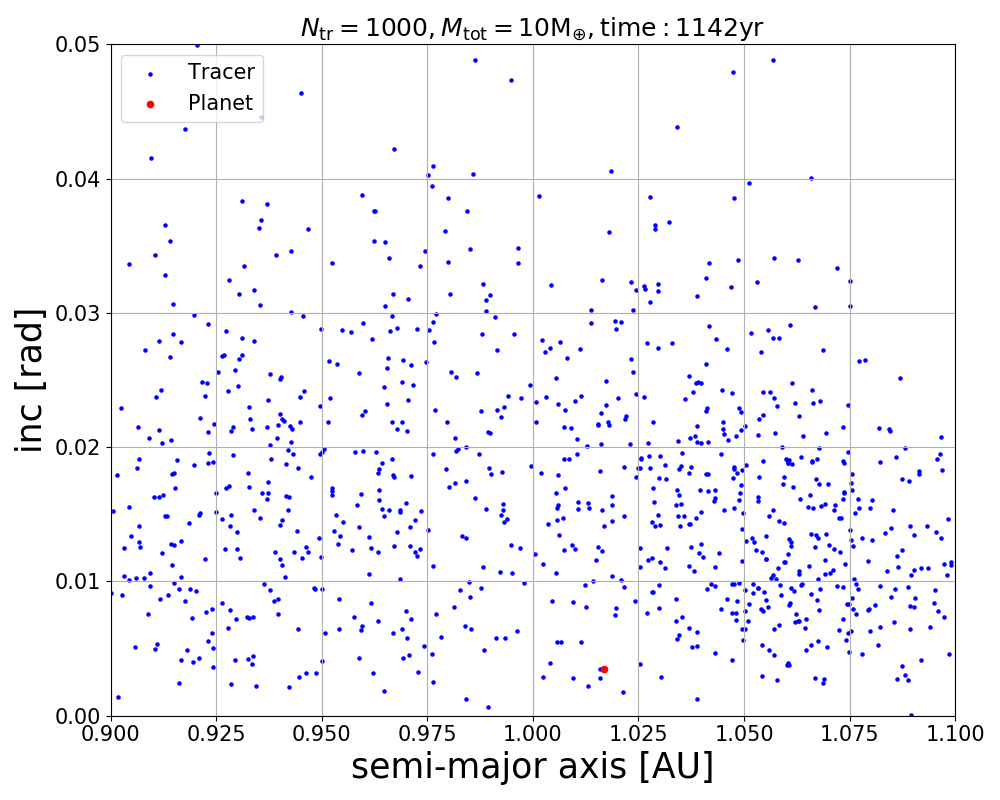 N_tr = 1000, M_tot = 10M_⊕, time : 1142yr
0.05
Tracer
Planet
0.04
0.03
inc [rad]
0.02
0.01
0.00
0.900 0.925 0.950 0.975 1.000 1.025 1.050 1.075 1.100
semi-major axis [AU]